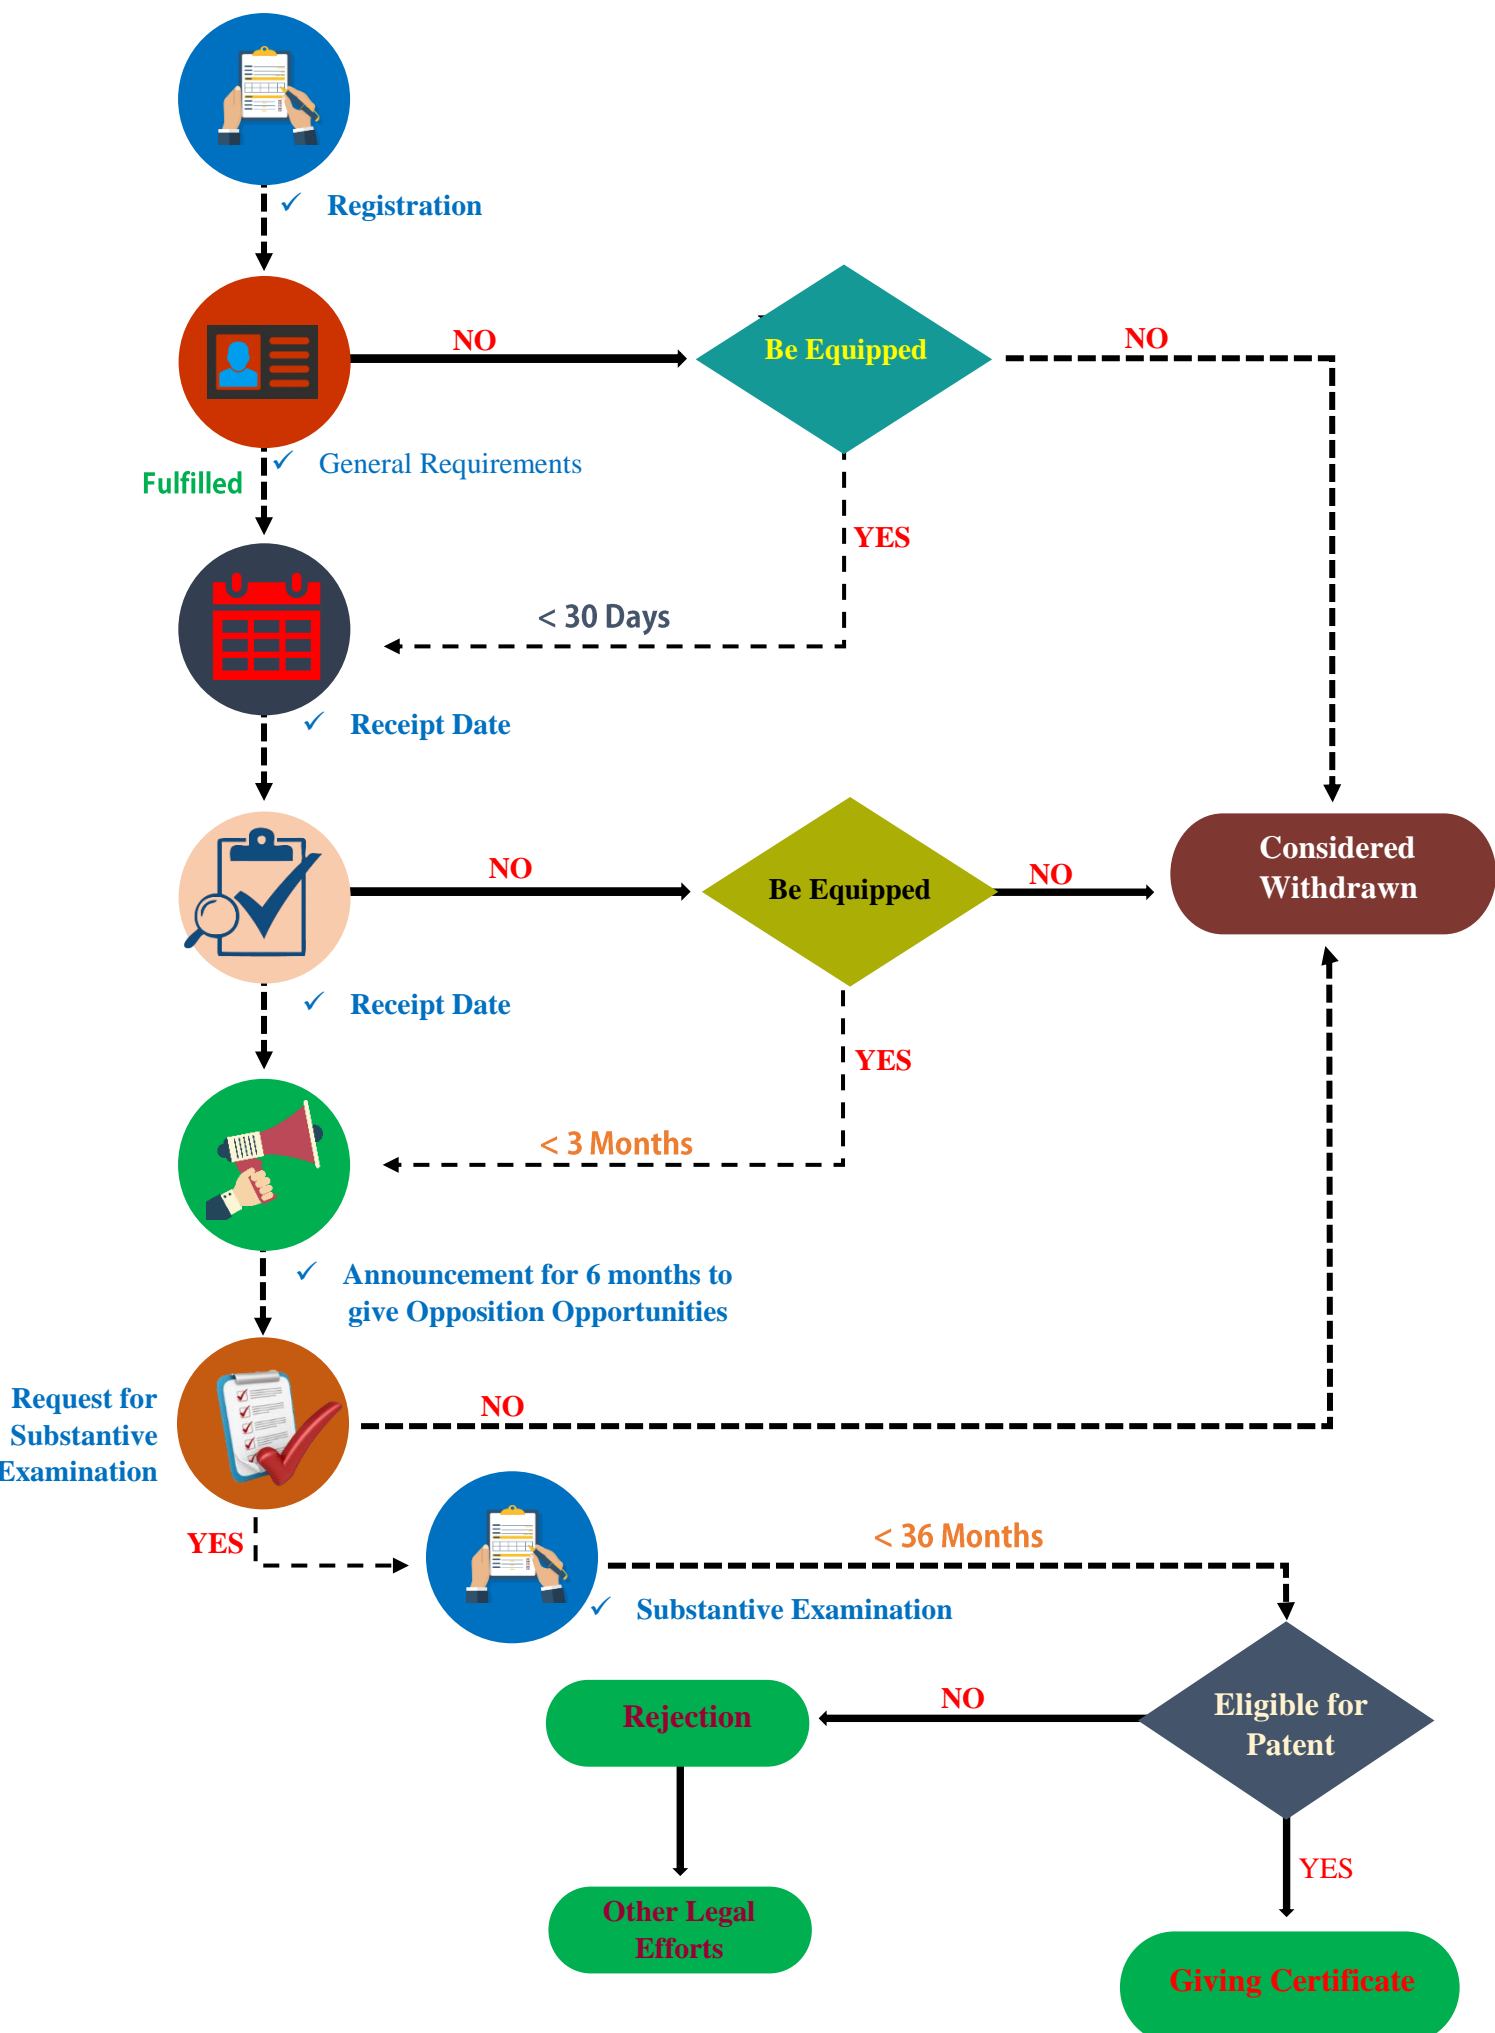 ✓ Registration
NO
Be Equipped
NO
✓ General Requirements
Fulfilled
YES
< 30 Days
✓ Receipt Date
NO
Be Equipped
NO
Considered
Withdrawn
✓ Receipt Date
YES
< 3 Months
✓ Announcement for 6 months to
give Opposition Opportunities
Request for
Substantive
Examination
NO
YES
< 36 Months
✓ Substantive Examination
Eligible for
Patent
NO
Rejection
YES
Other Legal
Efforts
Giving Certificate